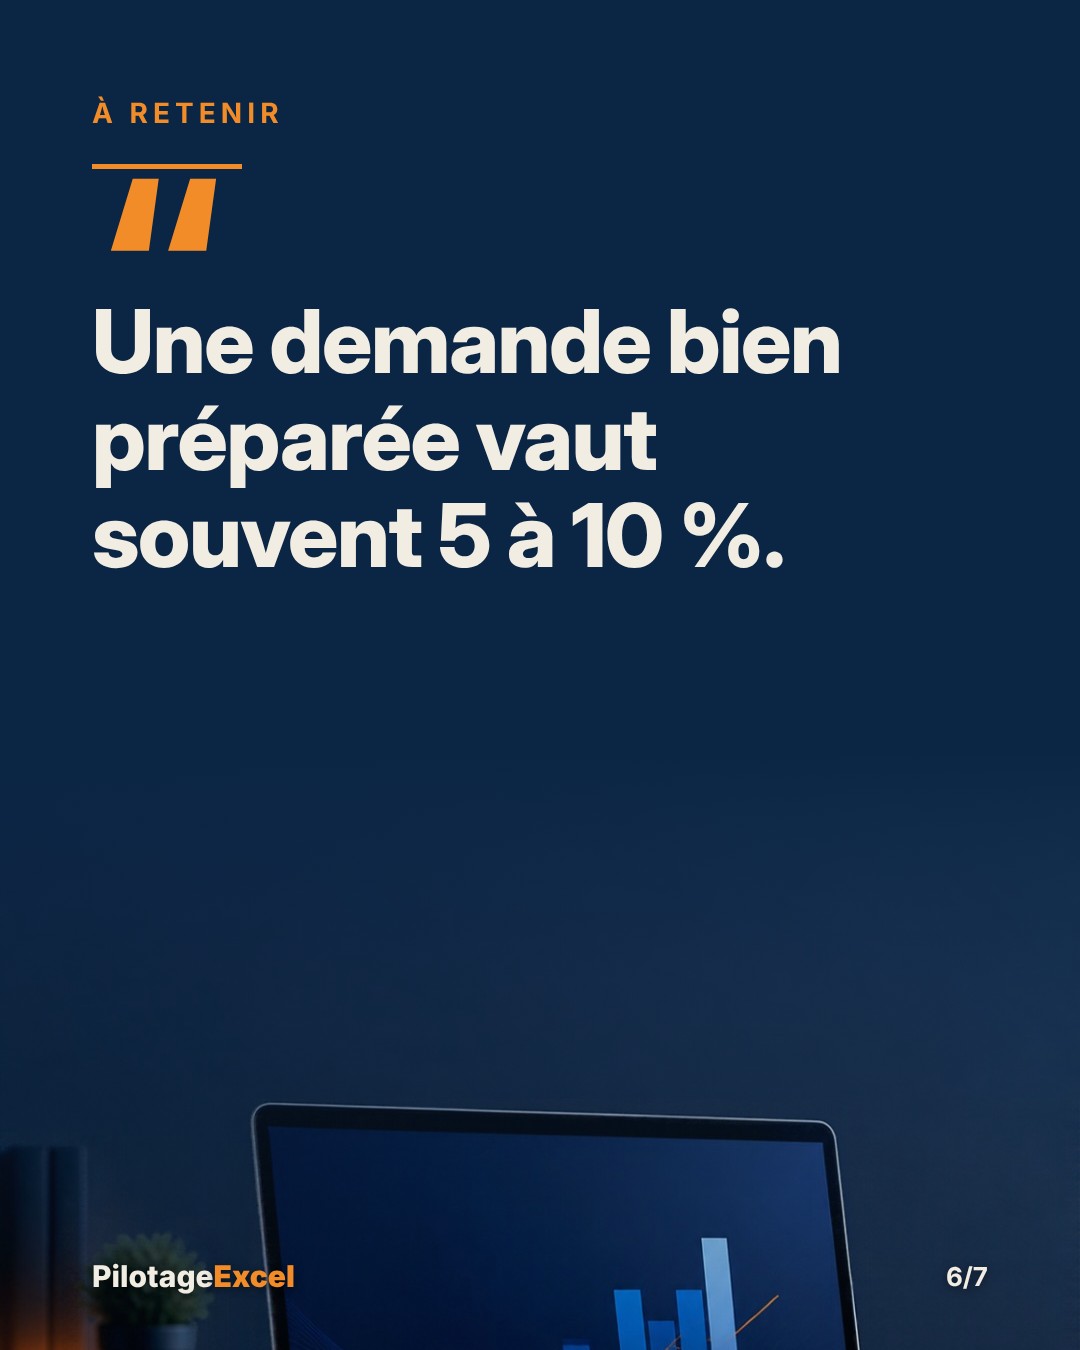 À RETENIR
"
Une demande bien
préparée vaut
souvent 5 à 10 %.
PilotageExcel
6/7